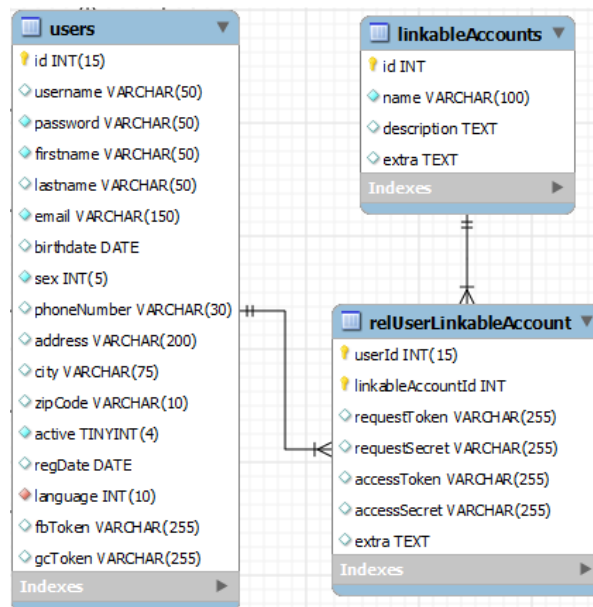 users
id INT(15)
username VARCHAR(50)
password VARCHAR(50)
firstname VARCHAR(50)
lastname VARCHAR(50)
email VARCHAR(150)
birthdate DATE
sex INT(5)
phoneNumber VARCHAR(30)
address VARCHAR(200)
city VARCHAR(75)
zipCode VARCHAR(10)
active TINYINT(4)
regDate DATE
language INT(10)
fbToken VARCHAR(255)
gcToken VARCHAR(255)
Indexes
linkableAccounts
id INT
name VARCHAR(100)
description TEXT
extra TEXT
Indexes
relUserLinkableAccount
userId INT(15)
linkableAccountId INT
requestToken VARCHAR(255)
requestSecret VARCHAR(255)
accessToken VARCHAR(255)
accessSecret VARCHAR(255)
extra TEXT
Indexes